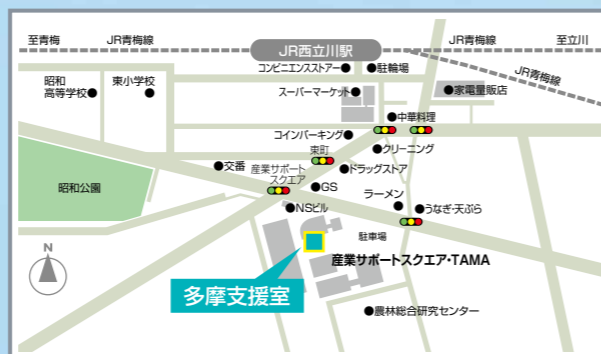 至青梅
JR青梅線
JR西立川駅
JR青梅線
至立川
JR青梅線
コンビニエンスストアー
駐輪場
昭和
高等学校
東小学校
スーパーマーケット
家電量販店
中華料理
コインパーキング
クリーニング
東町
交番
産業サポート
スクエア
ドラッグストア
昭和公園
GS
NSビル
ラーメン
うなぎ・天ぷら
駐車場
N
産業サポートスクエア・TAMA
多摩支援室
農林総合研究センター